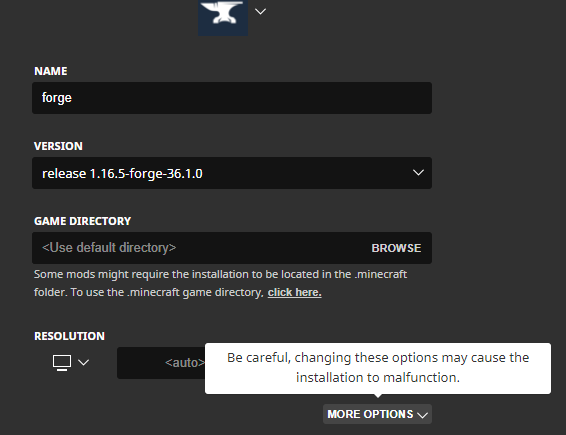 NAME
forge
VERSION
release 1.16.5-forge-36.1.0
GAME DIRECTORY
<Use default directory> BROWSE
Some mods might require the installation to be located in the .minecraft
folder. To use the .minecraft game directory, click here.
RESOLUTION
<auto>
Be careful, changing these options may cause the
installation to malfunction.
MORE OPTIONS